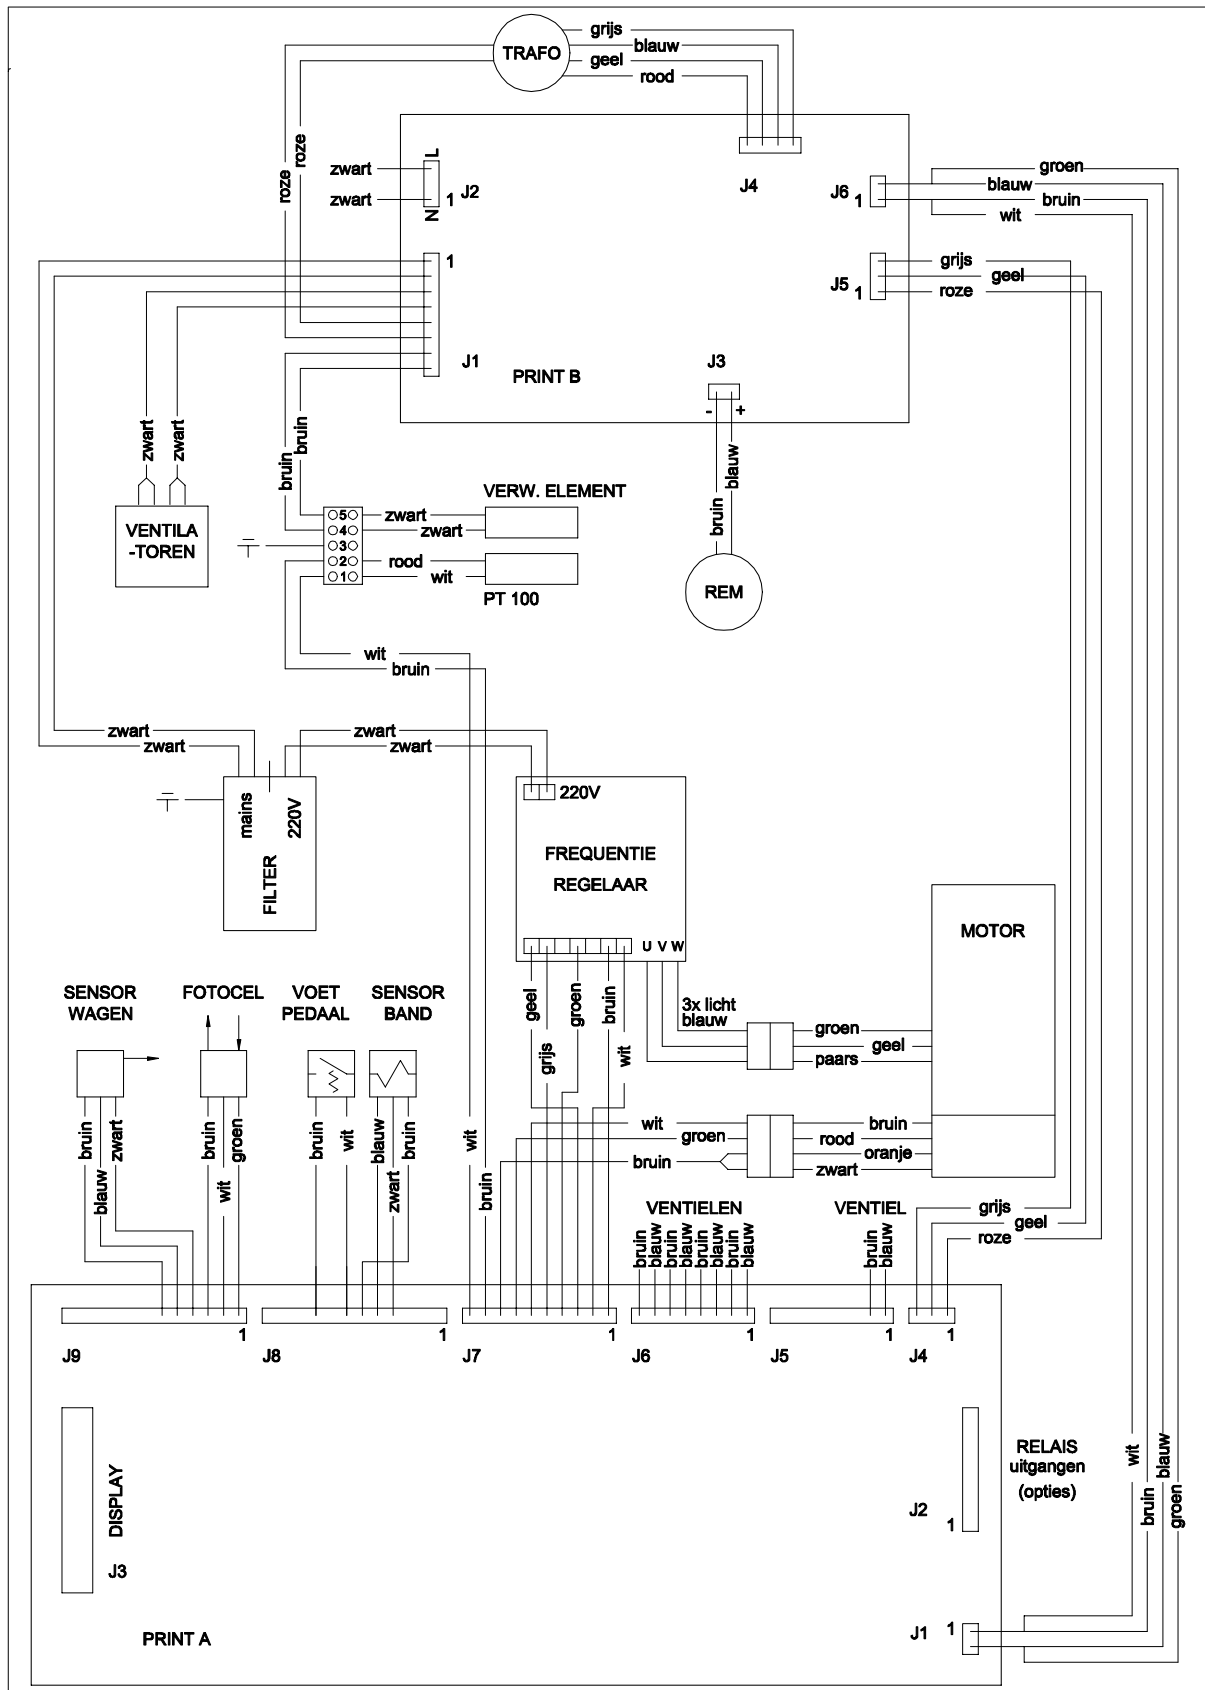 grijs
blauw
geel
rood
TRAFO
roze
roze
zwart
L
J2
zwart
1
N
J4
J6
1
groen
blauw
bruin
wit
1
J5
1
grijs
geel
roze
J1
PRINT B
J3
-
+
zwart
zwart
bruin
bruin
bruin
blauw
VENTILA
-TOREN
VERW. ELEMENT
5
zwart
4
zwart
3
2
rood
1
wit
PT 100
REM
wit
bruin
zwart
zwart
zwart
zwart
mains
220V
FILTER
220V
FREQUENTIE
REGELAAR
U V W
MOTOR
SENSOR
WAGEN
FOTOCEL
VOET
PEDAAL
SENSOR
BAND
geel
grijs
groen
bruin
wit
3x licht
blauw
groen
geel
paars
bruin
blauw
zwart
bruin
wit
groen
bruin
wit
blauw
zwart
bruin
wit
bruin
wit
groen
bruin
bruin
rood
oranje
zwart
VENTIELEN
bruin
blauw
bruin
blauw
bruin
blauw
bruin
blauw
VENTIEL
bruin
blauw
grijs
geel
roze
1
J9
1
J8
1
J7
1
J6
1
J5
1
J4
DISPLAY
J3
J2
1
RELAIS
uitgangen
(opties)
wit
bruin
blauw
groen
PRINT A
J1
1